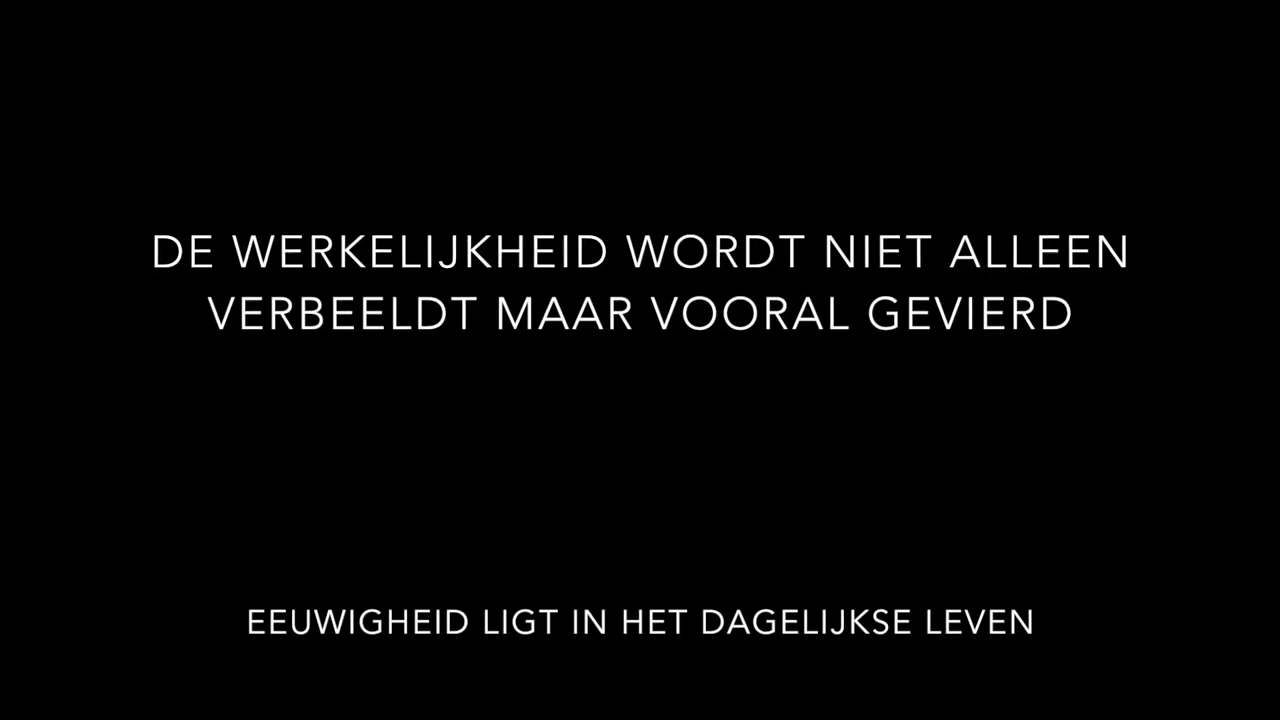 DE WERKELIJKHEID WORDT NIET ALLEEN
VERBEELDT MAAR VOORAL GEVIERD
EEUWIGHEID LIGT IN HET DAGELIJKSE LEVEN